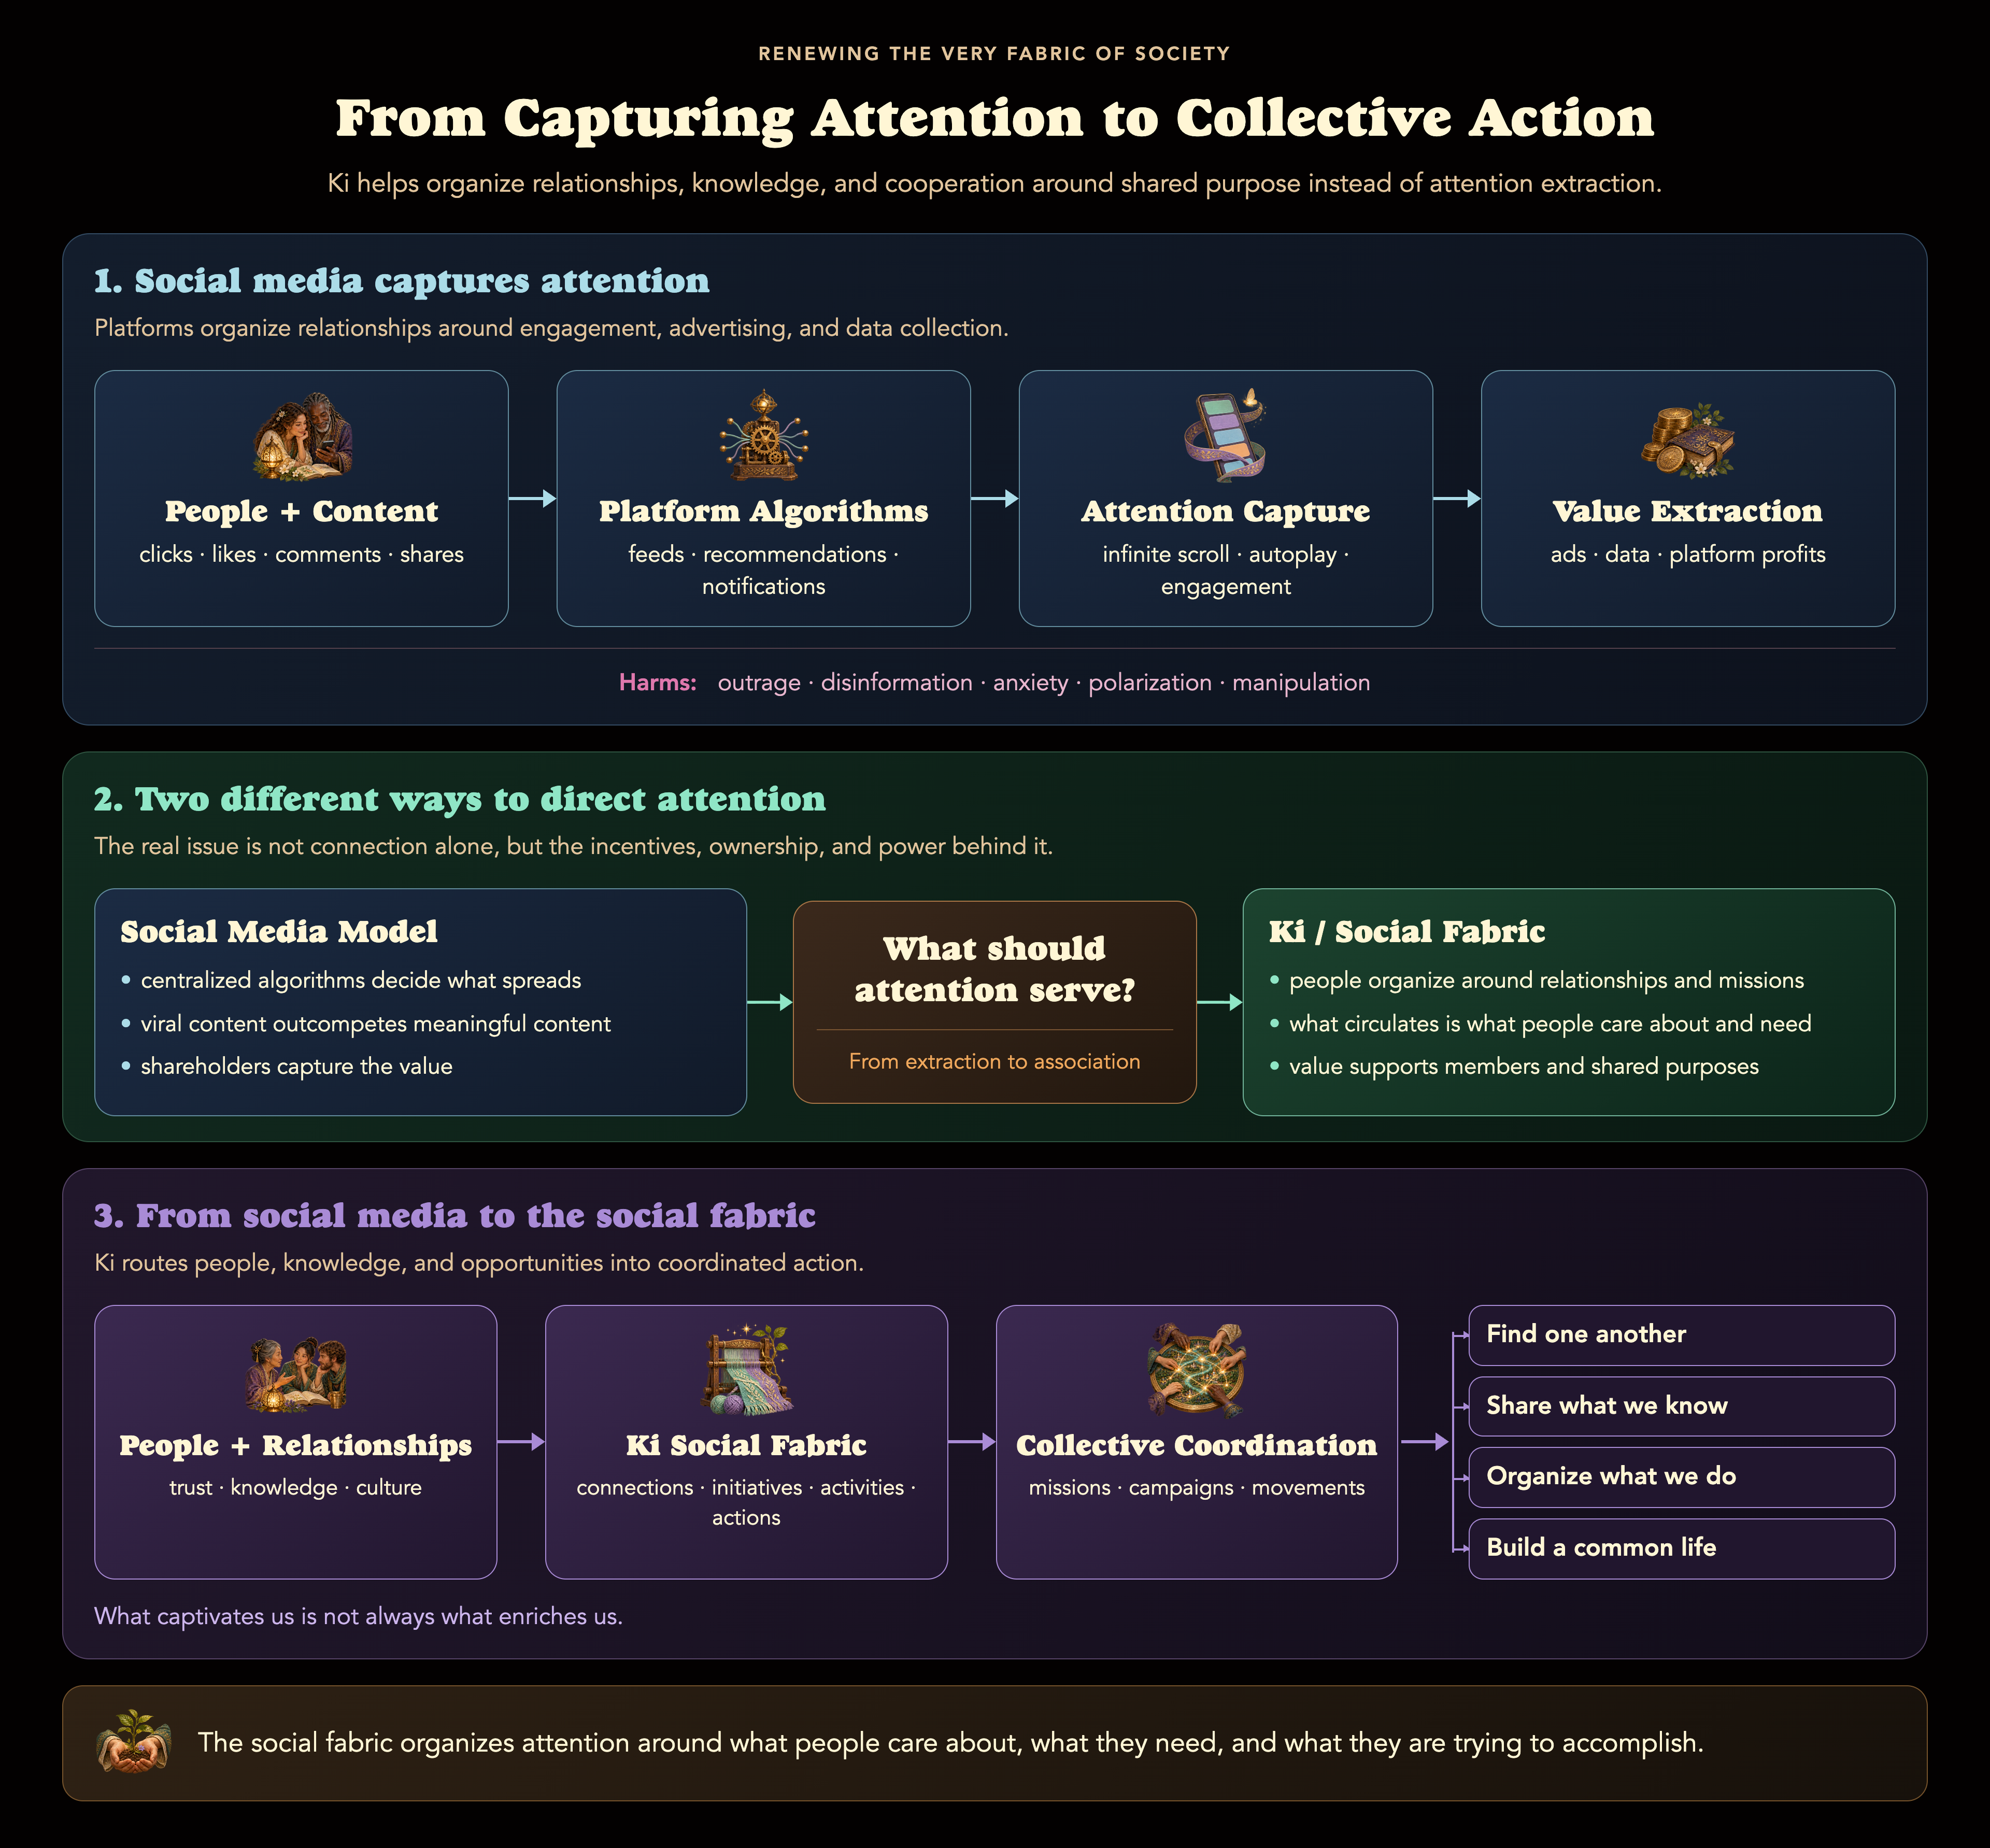 RENEWING THE VERY FABRIC OF SOCIETY
From Capturing Attention to Collective Action
Ki helps organize relationships, knowledge, and cooperation around shared purpose instead of attention extraction.
1. Social media captures attention
Platforms organize relationships around engagement, advertising, and data collection.
People + Content
clicks · likes · comments · shares
Platform Algorithms
feeds · recommendations ·
notifications
Attention Capture
infinite scroll · autoplay ·
engagement
Value Extraction
ads · data · platform profits
Harms: outrage · disinformation · anxiety · polarization · manipulation
2. Two different ways to direct attention
The real issue is not connection alone, but the incentives, ownership, and power behind it.
Social Media Model
• centralized algorithms decide what spreads
• viral content outcompetes meaningful content
• shareholders capture the value
What should
attention serve?
From extraction to association
Ki / Social Fabric
• people organize around relationships and missions
• what circulates is what people care about and need
• value supports members and shared purposes
3. From social media to the social fabric
Ki routes people, knowledge, and opportunities into coordinated action.
People + Relationships
trust · knowledge · culture
Ki Social Fabric
connections · initiatives · activities ·
actions
Collective Coordination
missions · campaigns · movements
Find one another
Share what we know
Organize what we do
Build a common life
What captivates us is not always what enriches us.
The social fabric organizes attention around what people care about, what they need, and what they are trying to accomplish.